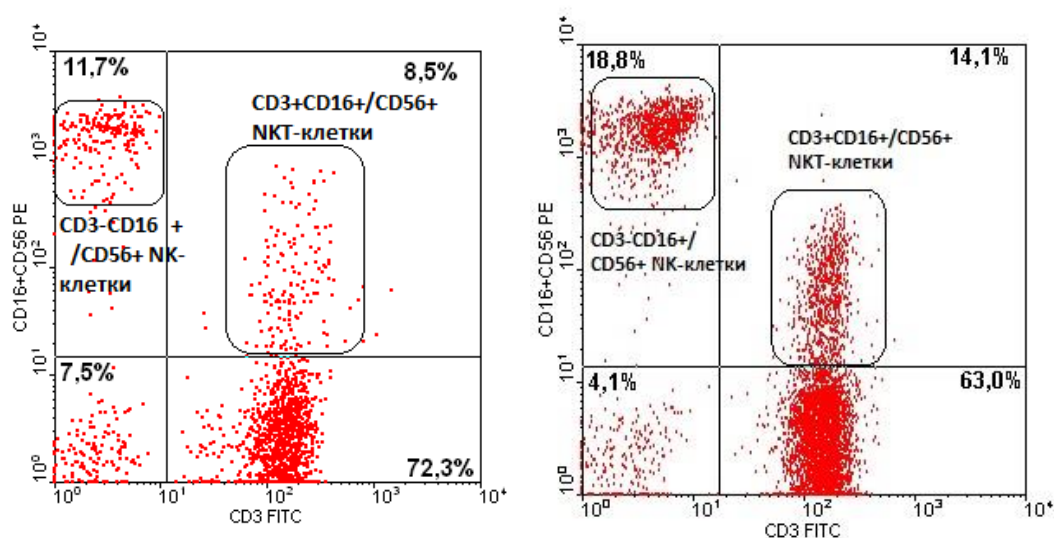 11,7%
8,5%
CD3+CD16+/CD56+
NKT-клетки
CD3-CD16 +
/CD56+ NK-
клетки
7,5%
72,3%
CD16+CD56 PE
10⁰ 10¹ 10² 10³ 10⁴
10⁰ 10¹ 10² 10³ 10⁴
CD3 FITC
18,8%
14,1%
CD3+CD16+/CD56+
NKT-клетки
CD3-CD16+/
CD56+ NK-клетки
4,1%
63,0%
CD16+CD56 PE
10⁰ 10¹ 10² 10³ 10⁴
10⁰ 10¹ 10² 10³ 10⁴
CD3 FITC